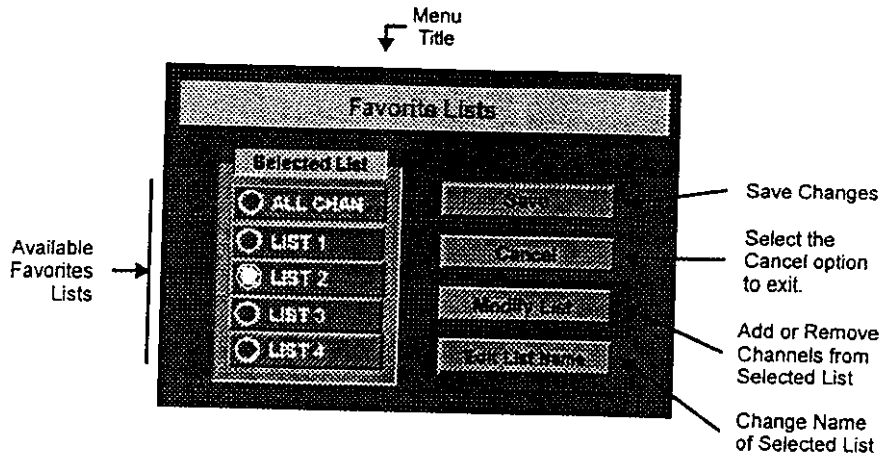 Menu
Title
Favorite Lists
Selected List
ALL CHAN
LIST 1
LIST 2
LIST 3
LIST 4
Save
Cancel
Modify List
Edit List Name
Available
Favorites
Lists
Save Changes
Select the
Cancel option
to exit.
Add or Remove
Channels from
Selected List
Change Name
of Selected List